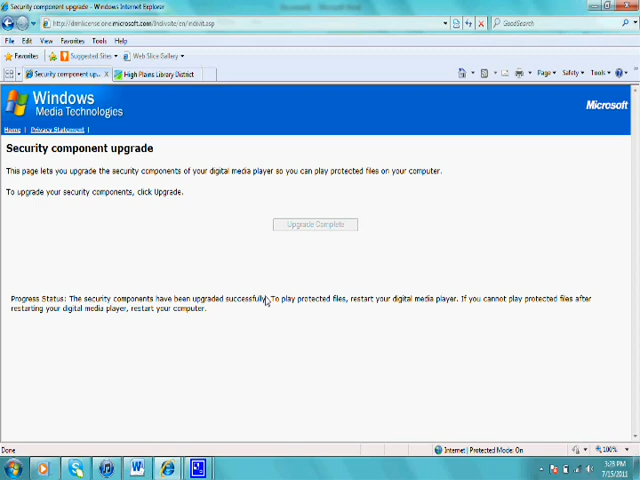 Security component upgrade - Windows Internet Explorer
http://drmlicense.one.microsoft.com/Indivsite/en/indivit.asp
GoodSearch
File Edit View Favorites Tools Help
Favorites Suggested Sites Web Slice Gallery
Security component up... High Plains Library District
Page Safety Tools
Windows
Media Technologies
Microsoft
Home | Privacy Statement |
Security component upgrade
This page lets you upgrade the security components of your digital media player so you can play protected files on your computer.
To upgrade your security components, click Upgrade.
Upgrade Complete
Progress Status: The security components have been upgraded successfully. To play protected files, restart your digital media player. If you cannot play protected files after
restarting your digital media player, restart your computer.
Done
Internet | Protected Mode: On
100%
3:28 PM
7/15/2011